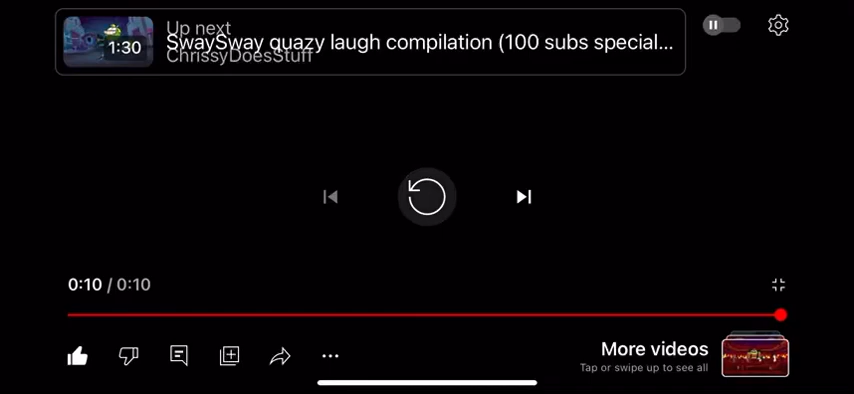 Up next
SwaySway quazy laugh compilation (100 subs special...
ChrissyDoesStuff
1:30
0:10 / 0:10
More videos
Tap or swipe up to see all